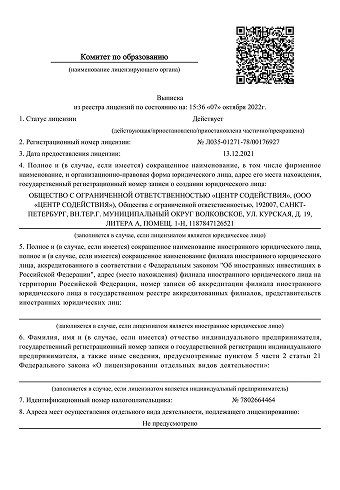 Комитет по образованию
(наименование лицензирующего органа)
Выписка
из реестра лицензий по состоянию на: 15:36 «07» октября 2022г.
1. Статус лицензии Действует
(действующая/приостановлена/приостановлена частично/прекращена)
2. Регистрационный номер лицензии: № Л035-01271-78/00176927
3. Дата предоставления лицензии: 13.12.2021
4. Полное и (в случае, если имеется) сокращенное наименование, в том числе фирменное
наименование, и организационно-правовая форма юридического лица, адрес его места нахождения,
государственный регистрационный номер записи о создании юридического лица:
ОБЩЕСТВО С ОГРАНИЧЕННОЙ ОТВЕТСТВЕННОСТЬЮ «ЦЕНТР СОДЕЙСТВИЯ», (ООО
«ЦЕНТР СОДЕЙСТВИЯ»), Общества с ограниченной ответственностью, 192007, САНКТ-
ПЕТЕРБУРГ, ВН.ТЕР.Г. МУНИЦИПАЛЬНЫЙ ОКРУГ ВОЛКОВСКОЕ, УЛ. КУРСКАЯ, Д. 19,
ЛИТЕРА А, ПОМЕЩ. 1-Н, 1187847126521
(заполняется в случае, если лицензиатом является юридическое лицо)
5. Полное и (в случае, если имеется) сокращенное наименование иностранного юридического лица,
полное и (в случае, если имеется) сокращенное наименование филиала иностранного юридического
лица, аккредитованного в соответствии с Федеральным законом "Об иностранных инвестициях в
Российской Федерации", адрес (место нахождения) филиала иностранного юридического лица на
территории Российской Федерации, номер записи об аккредитации филиала иностранного
юридического лица в государственном реестре аккредитованных филиалов, представительств
иностранных юридических лиц:
(заполняется в случае, если лицензиатом является иностранное юридическое лицо)
6. Фамилия, имя и (в случае, если имеется) отчество индивидуального предпринимателя,
государственный регистрационный номер записи о государственной регистрации индивидуального
предпринимателя, а также иные сведения, предусмотренные пунктом 5 части 2 статьи 21
Федерального закона «О лицензировании отдельных видов деятельности»:
(заполняется в случае, если лицензиатом является индивидуальный предприниматель)
7. Идентификационный номер налогоплательщика: № 7802664464
8. Адреса мест осуществления отдельного вида деятельности, подлежащего лицензированию:
Не предусмотрено